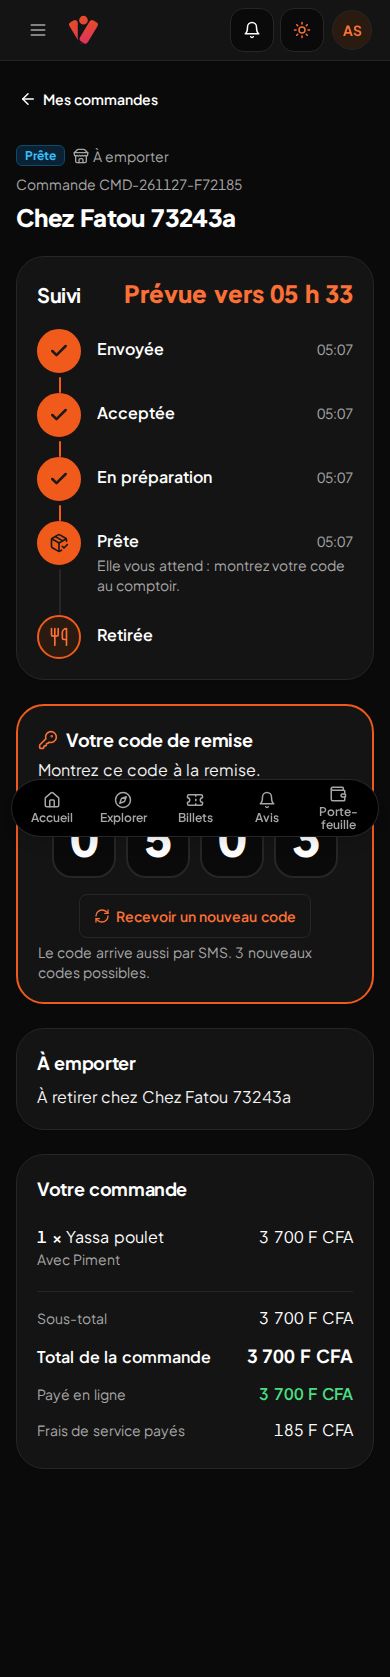 AS
Mes commandes
Prête À emporter
Commande CMD-261127-F72185
Chez Fatou 73243a
Suivi Prévue vers 05 h 33
Envoyée 05:07
Acceptée 05:07
En préparation 05:07
Prête 05:07
Elle vous attend : montrez votre code
au comptoir.
Retirée
Votre code de remise
Montrez ce code à la remise.
Accueil Explorer Billets Avis Porte-
feuille
0 5 0 3
Recevoir un nouveau code
Le code arrive aussi par SMS. 3 nouveaux
codes possibles.
À emporter
À retirer chez Chez Fatou 73243a
Votre commande
1 × Yassa poulet 3 700 F CFA
Avec Piment
Sous-total 3 700 F CFA
Total de la commande 3 700 F CFA
Payé en ligne 3 700 F CFA
Frais de service payés 185 F CFA